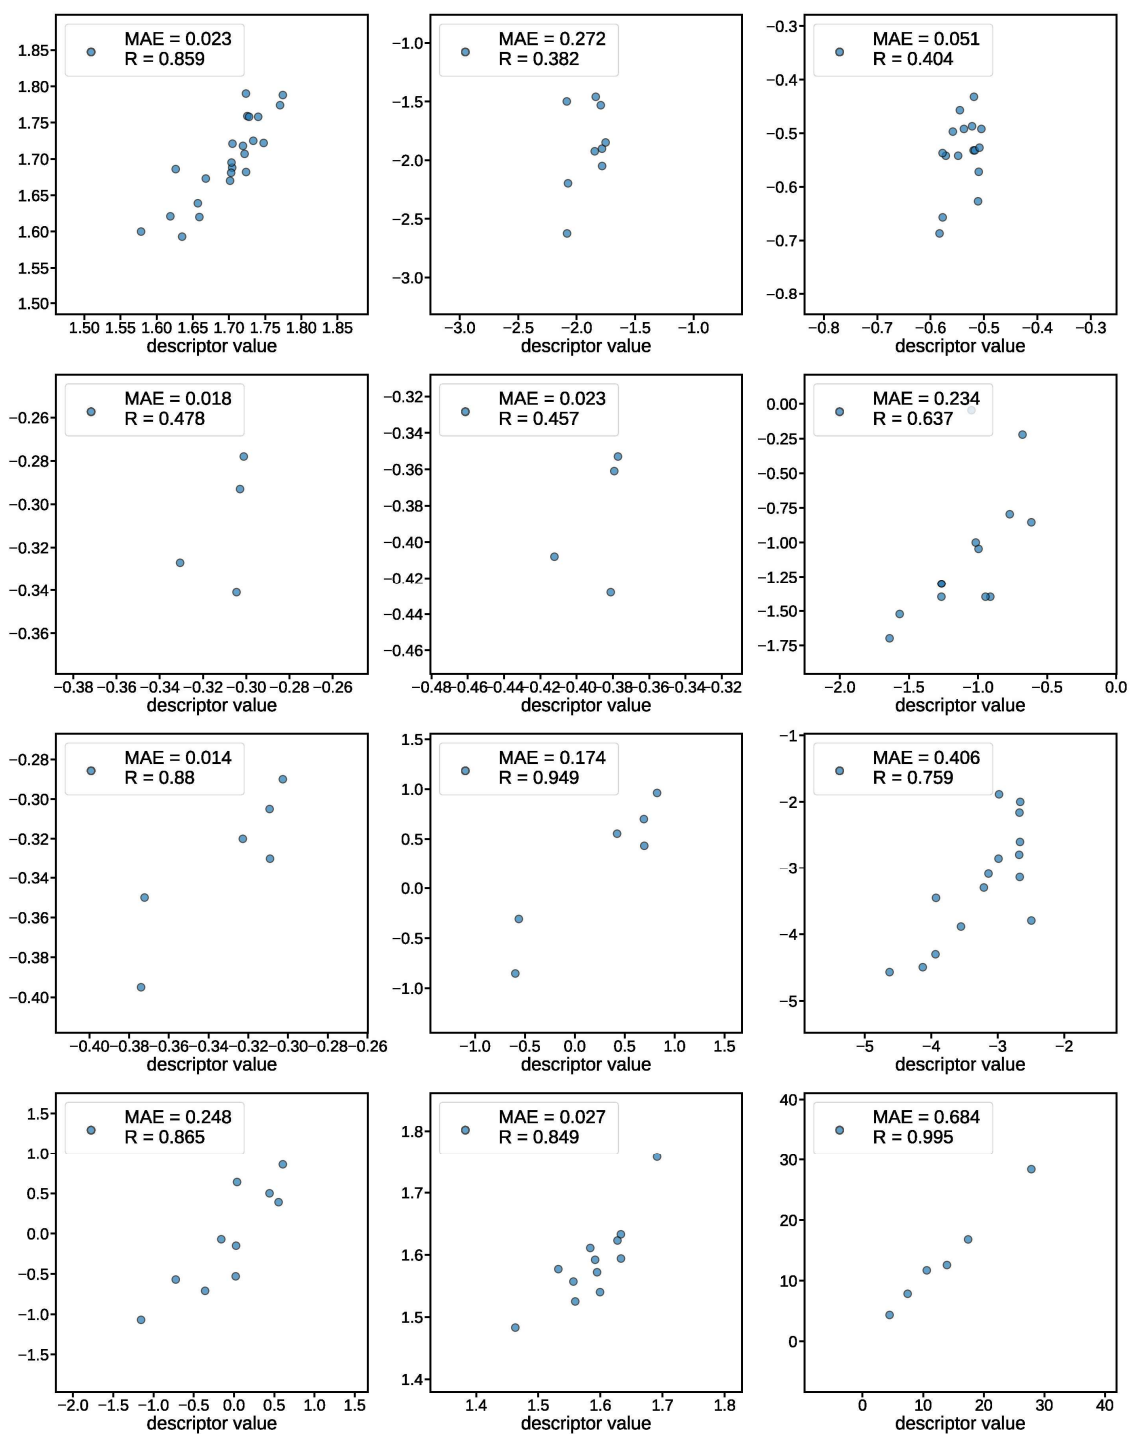 MAE = 0.023
R = 0.859
1.85
1.80
1.75
1.70
1.65
1.60
1.55
1.50
1.50 1.55 1.60 1.65 1.70 1.75 1.80 1.85
descriptor value
MAE = 0.272
R = 0.382
−1.0
−1.5
−2.0
−2.5
−3.0
−3.0 −2.5 −2.0 −1.5 −1.0
descriptor value
MAE = 0.051
R = 0.404
−0.3
−0.4
−0.5
−0.6
−0.7
−0.8
−0.8 −0.7 −0.6 −0.5 −0.4 −0.3
descriptor value
MAE = 0.018
R = 0.478
−0.26
−0.28
−0.30
−0.32
−0.34
−0.36
−0.38 −0.36 −0.34 −0.32 −0.30 −0.28 −0.26
descriptor value
MAE = 0.023
R = 0.457
−0.32
−0.34
−0.36
−0.38
−0.40
−0.42
−0.44
−0.46
−0.48 −0.46 −0.44 −0.42 −0.40 −0.38 −0.36 −0.34 −0.32
descriptor value
MAE = 0.234
R = 0.637
0.00
−0.25
−0.50
−0.75
−1.00
−1.25
−1.50
−1.75
−2.0 −1.5 −1.0 −0.5 0.0
descriptor value
MAE = 0.014
R = 0.88
−0.28
−0.30
−0.32
−0.34
−0.36
−0.38
−0.40
−0.40 −0.38 −0.36 −0.34 −0.32 −0.30 −0.28 −0.26
descriptor value
MAE = 0.174
R = 0.949
1.5
1.0
0.5
0.0
−0.5
−1.0
−1.0 −0.5 0.0 0.5 1.0 1.5
descriptor value
MAE = 0.406
R = 0.759
−1
−2
−3
−4
−5
−5 −4 −3 −2
descriptor value
MAE = 0.248
R = 0.865
1.5
1.0
0.5
0.0
−0.5
−1.0
−1.5
−2.0 −1.5 −1.0 −0.5 0.0 0.5 1.0 1.5
descriptor value
MAE = 0.027
R = 0.849
1.8
1.7
1.6
1.5
1.4
1.4 1.5 1.6 1.7 1.8
descriptor value
MAE = 0.684
R = 0.995
40
30
20
10
0
0 10 20 30 40
descriptor value